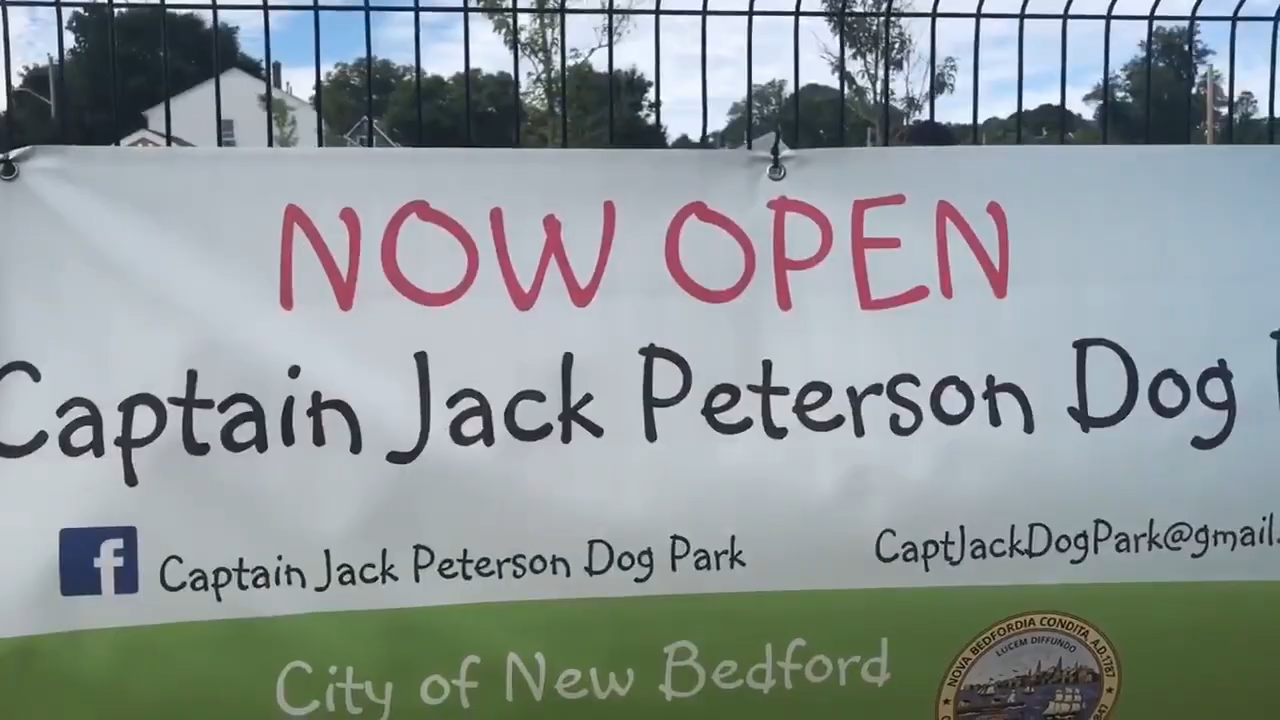 NOW OPEN
Captain Jack Peterson Dog
f Captain Jack Peterson Dog Park
CaptJackDogPark@gmail.
City of New Bedford
NOVA BEDFORDIA CONDITA A.D.1787
LUCEM DIFFUNDO